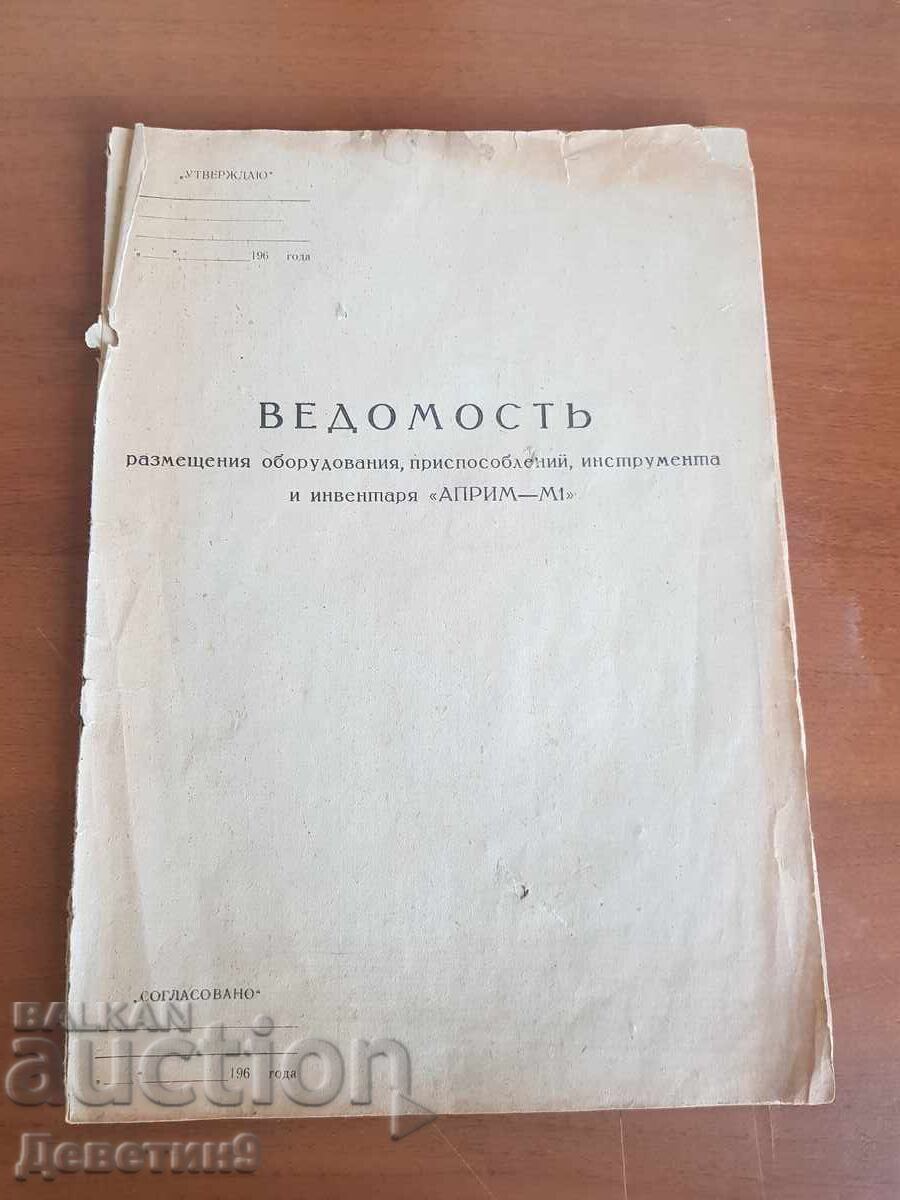 „УТВЕРЖДАЮ"
„ " 196 года
ВЕДОМОСТЬ
размещения оборудования, приспособлений, инструмента
и инвентаря «АПРИМ—М1»
„СОГЛАСОВАНО"
„ " 196 года
BALKAN
auction
Деветин9